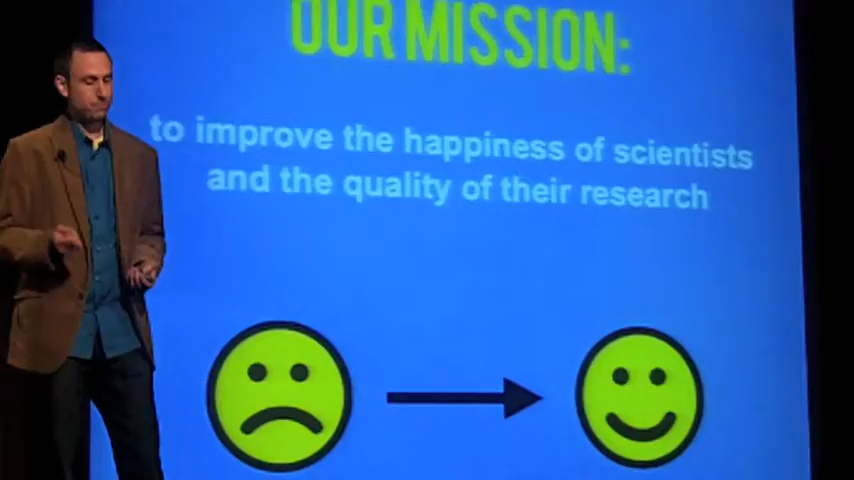 OUR MISSION:
to improve the happiness of scientists
and the quality of their research